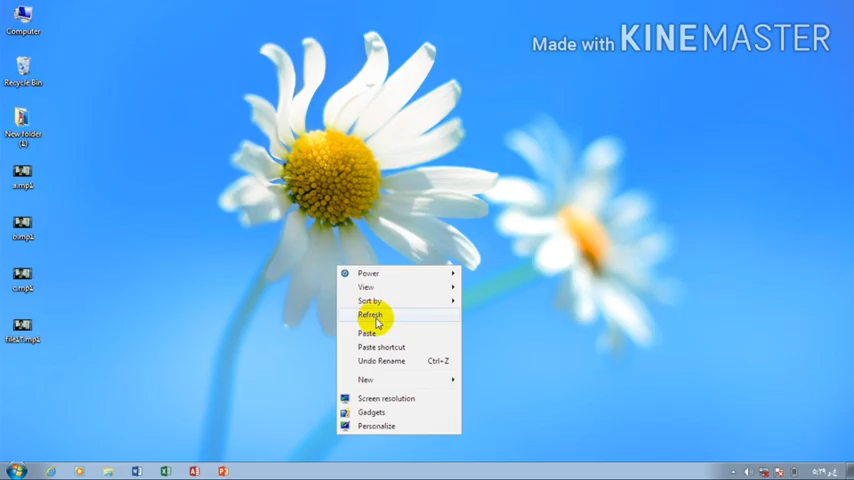 Computer
Recycle Bin
New folder
Made with KINEMASTER
Power
View
Sort by
Refresh
Paste
Paste shortcut
Undo Rename Ctrl+Z
New
Screen resolution
Gadgets
Personalize